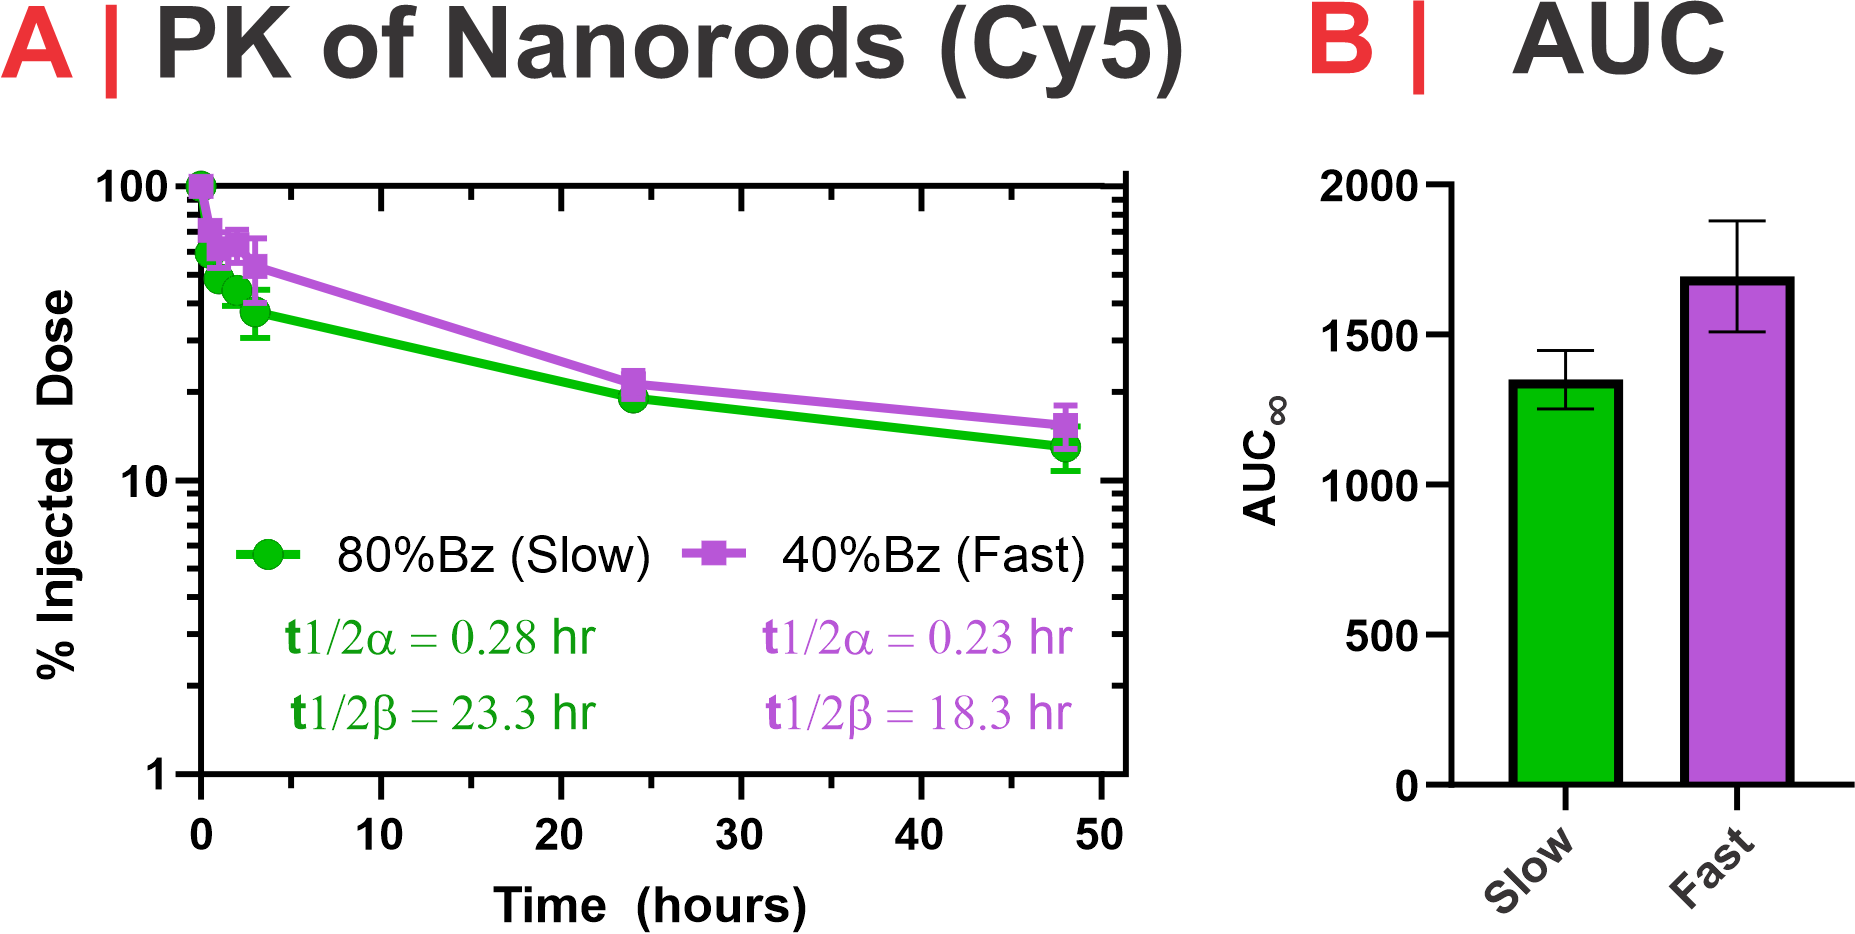 A | PK of Nanorods (Cy5)
100
10
1
% Injected Dose
80%Bz (Slow)
40%Bz (Fast)
t1/2α = 0.28 hr
t1/2α = 0.23 hr
t1/2β = 23.3 hr
t1/2β = 18.3 hr
0 10 20 30 40 50
Time (hours)
B | AUC
2000
1500
1000
500
0
AUC∞
Slow
Fast